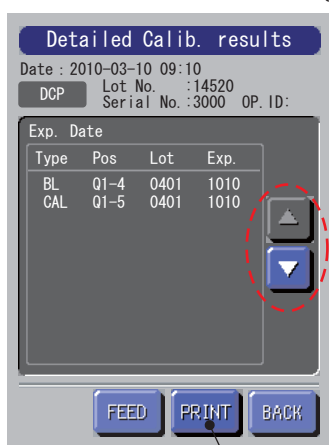 Detailed Calib. results
Date : 2010-03-10 09:10
DCP
Lot No. :14520
Serial No. :3000 OP. ID:
Exp. Date
Type Pos Lot Exp.
BL Q1-4 0401 1010
CAL Q1-5 0401 1010
FEED PRINT BACK